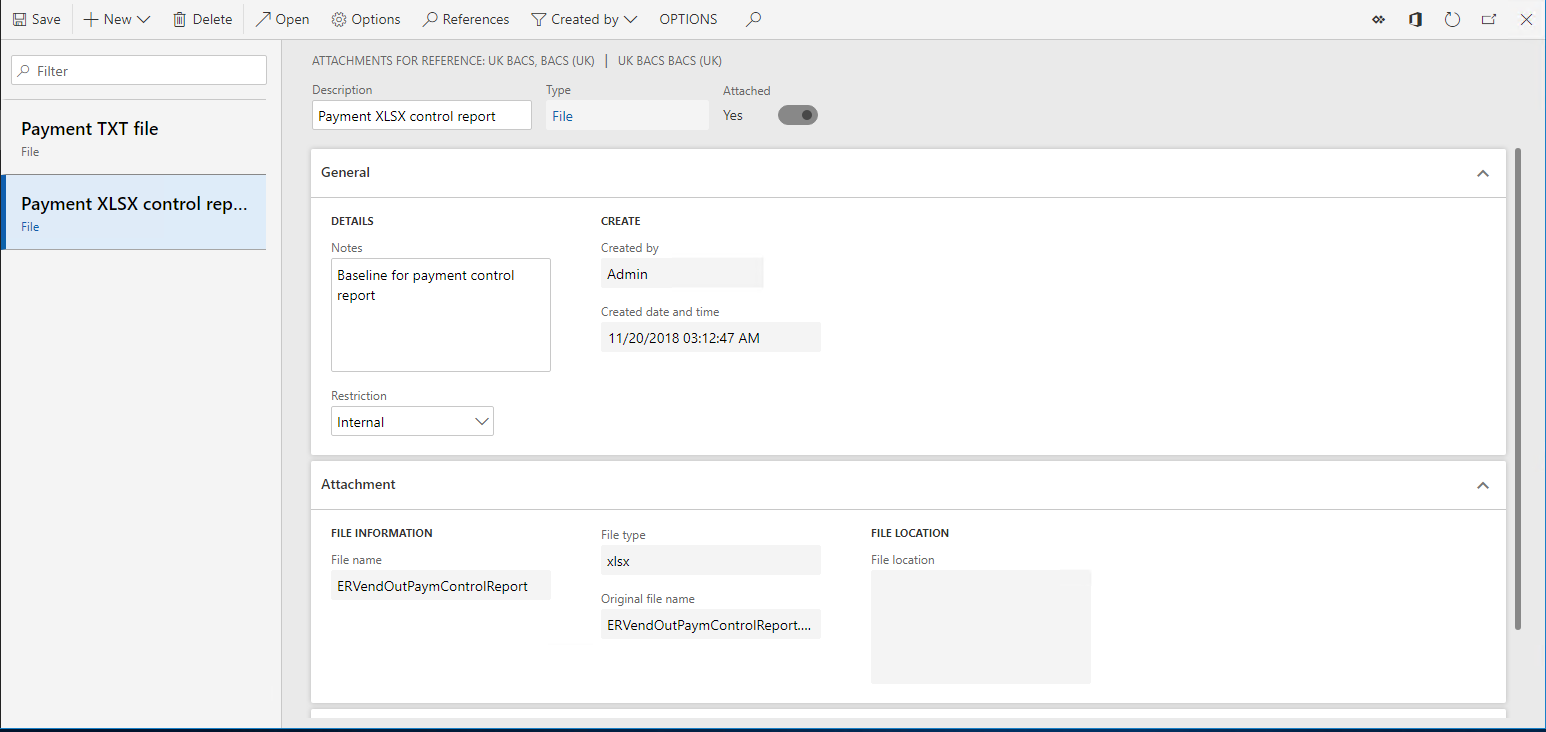 Save New Delete Open Options References Created by OPTIONS
Filter
Payment TXT file
File
Payment XLSX control rep...
File
ATTACHMENTS FOR REFERENCE: UK BACS, BACS (UK) | UK BACS BACS (UK)
Description Type Attached
Payment XLSX control report File Yes
General
DETAILS
Notes
Baseline for payment control
report
Restriction
Internal
CREATE
Created by
Admin
Created date and time
11/20/2018 03:12:47 AM
Attachment
FILE INFORMATION
File name
ERVendOutPaymControlReport
File type
xlsx
Original file name
ERVendOutPaymControlReport....
FILE LOCATION
File location